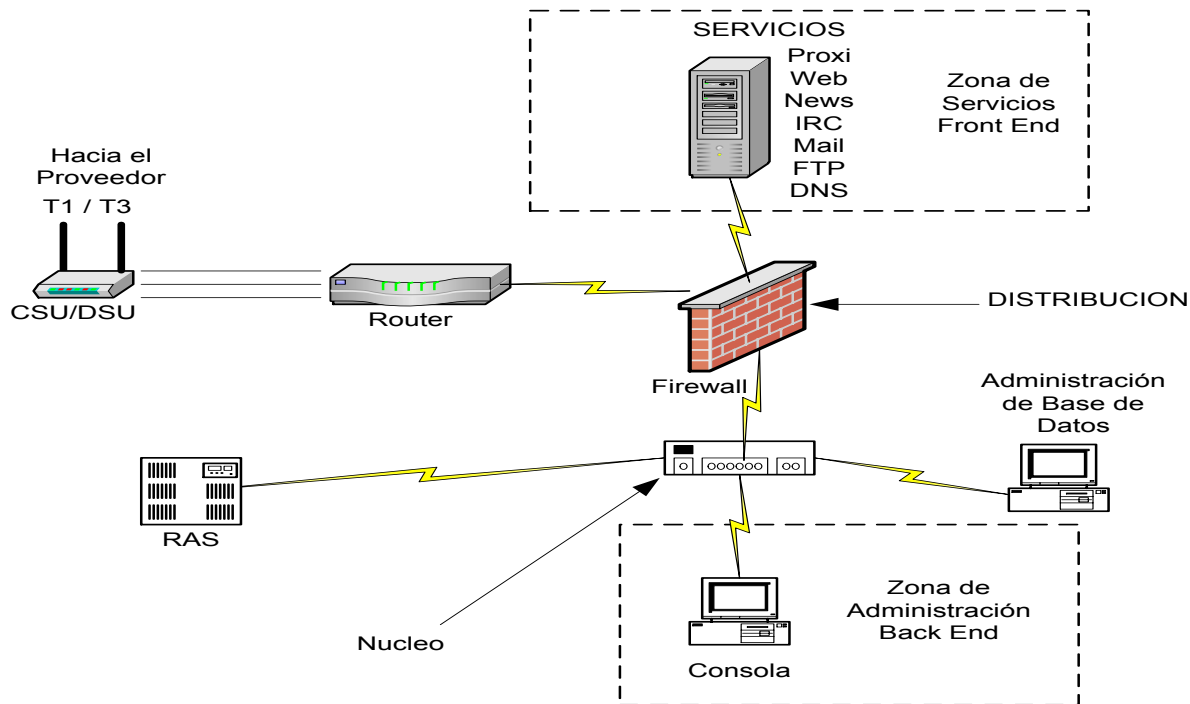 SERVICIOS
Proxi
Web
News
IRC
Mail
FTP
DNS
Zona de
Servicios
Front End
Hacia el
Proveedor
T1 / T3
CSU/DSU
Router
DISTRIBUCION
Firewall
Administración
de Base de
Datos
RAS
Nucleo
Zona de
Administración
Back End
Consola